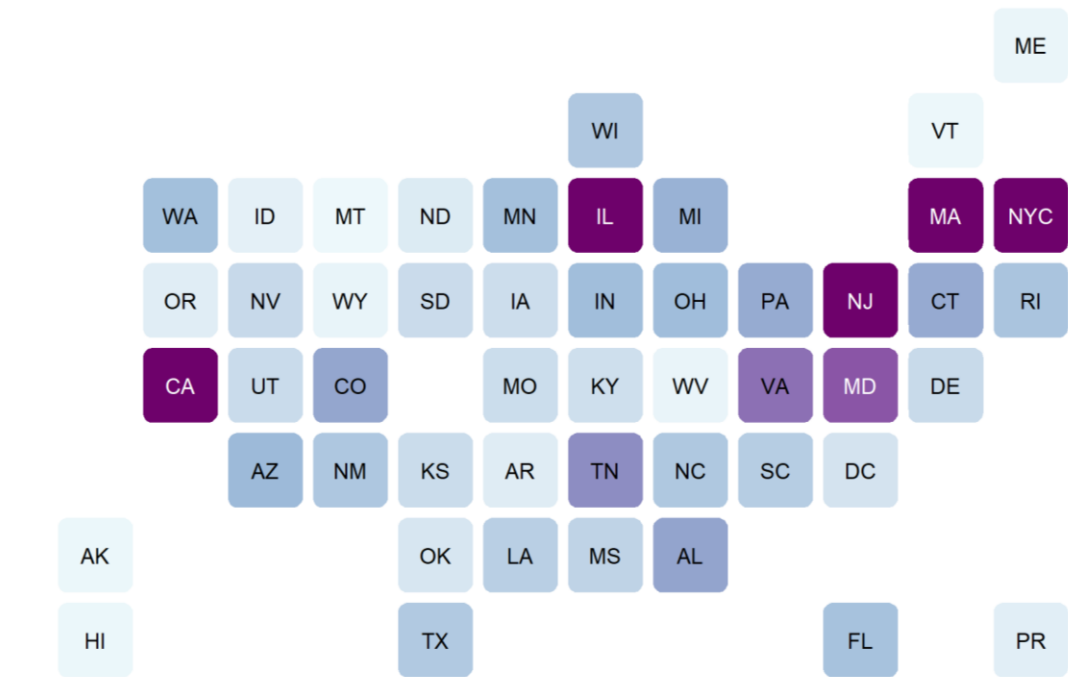 ME
WI VT
WA ID MT ND MN IL MI MA NYC
OR NV WY SD IA IN OH PA NJ CT RI
CA UT CO MO KY WV VA MD DE
AZ NM KS AR TN NC SC DC
AK OK LA MS AL
HI TX FL PR